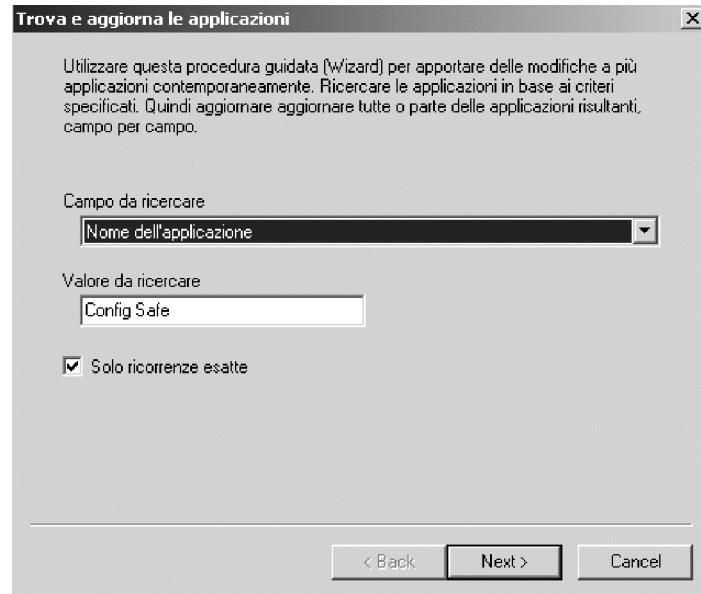 Trova e aggiorna le applicazioni
Utilizzare questa procedura guidata (Wizard) per apportare delle modifiche a più
applicazioni contemporaneamente. Ricercare le applicazioni in base ai criteri
specificati. Quindi aggiornare aggiornare tutte o parte delle applicazioni risultanti,
campo per campo.
Campo da ricercare
Nome dell'applicazione
Valore da ricercare
Config Safe
Solo ricorrenze esatte
< Back
Next >
Cancel